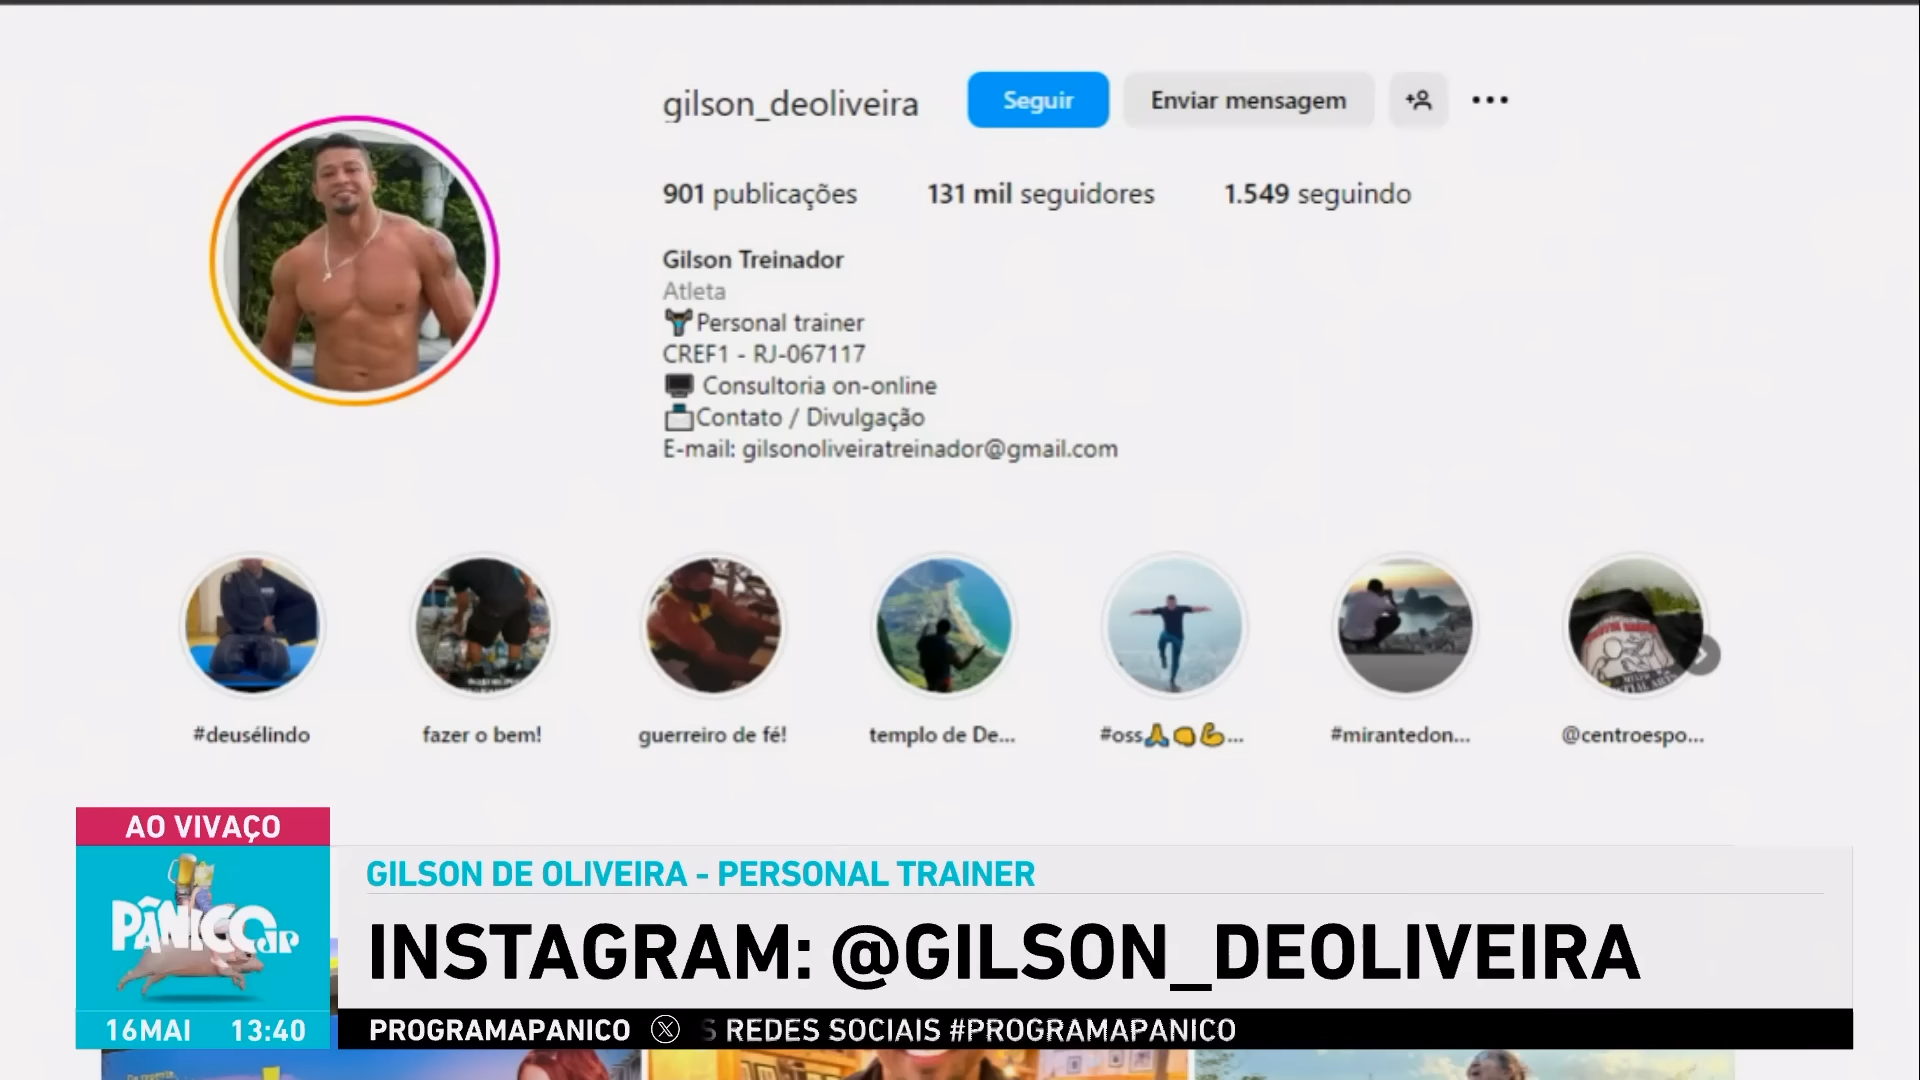 gilson_deoliveira
Seguir
Enviar mensagem
901 publicações
131 mil seguidores
1.549 seguindo
Gilson Treinador
Atleta
Personal trainer
CREF1 - RJ-067117
Consultoria on-online
Contato / Divulgação
E-mail: gilsonoliveiratreinador@gmail.com
#deusélindo
fazer o bem!
guerreiro de fé!
templo de De...
#oss🙏👊💪...
#mirantedon...
@centroespo...
AO VIVAÇO
GILSON DE OLIVEIRA - PERSONAL TRAINER
PÂNICO JP
INSTAGRAM: @GILSON_DEOLIVEIRA
16MAI 13:40
PROGRAMAPANICO
S REDES SOCIAIS #PROGRAMAPANICO